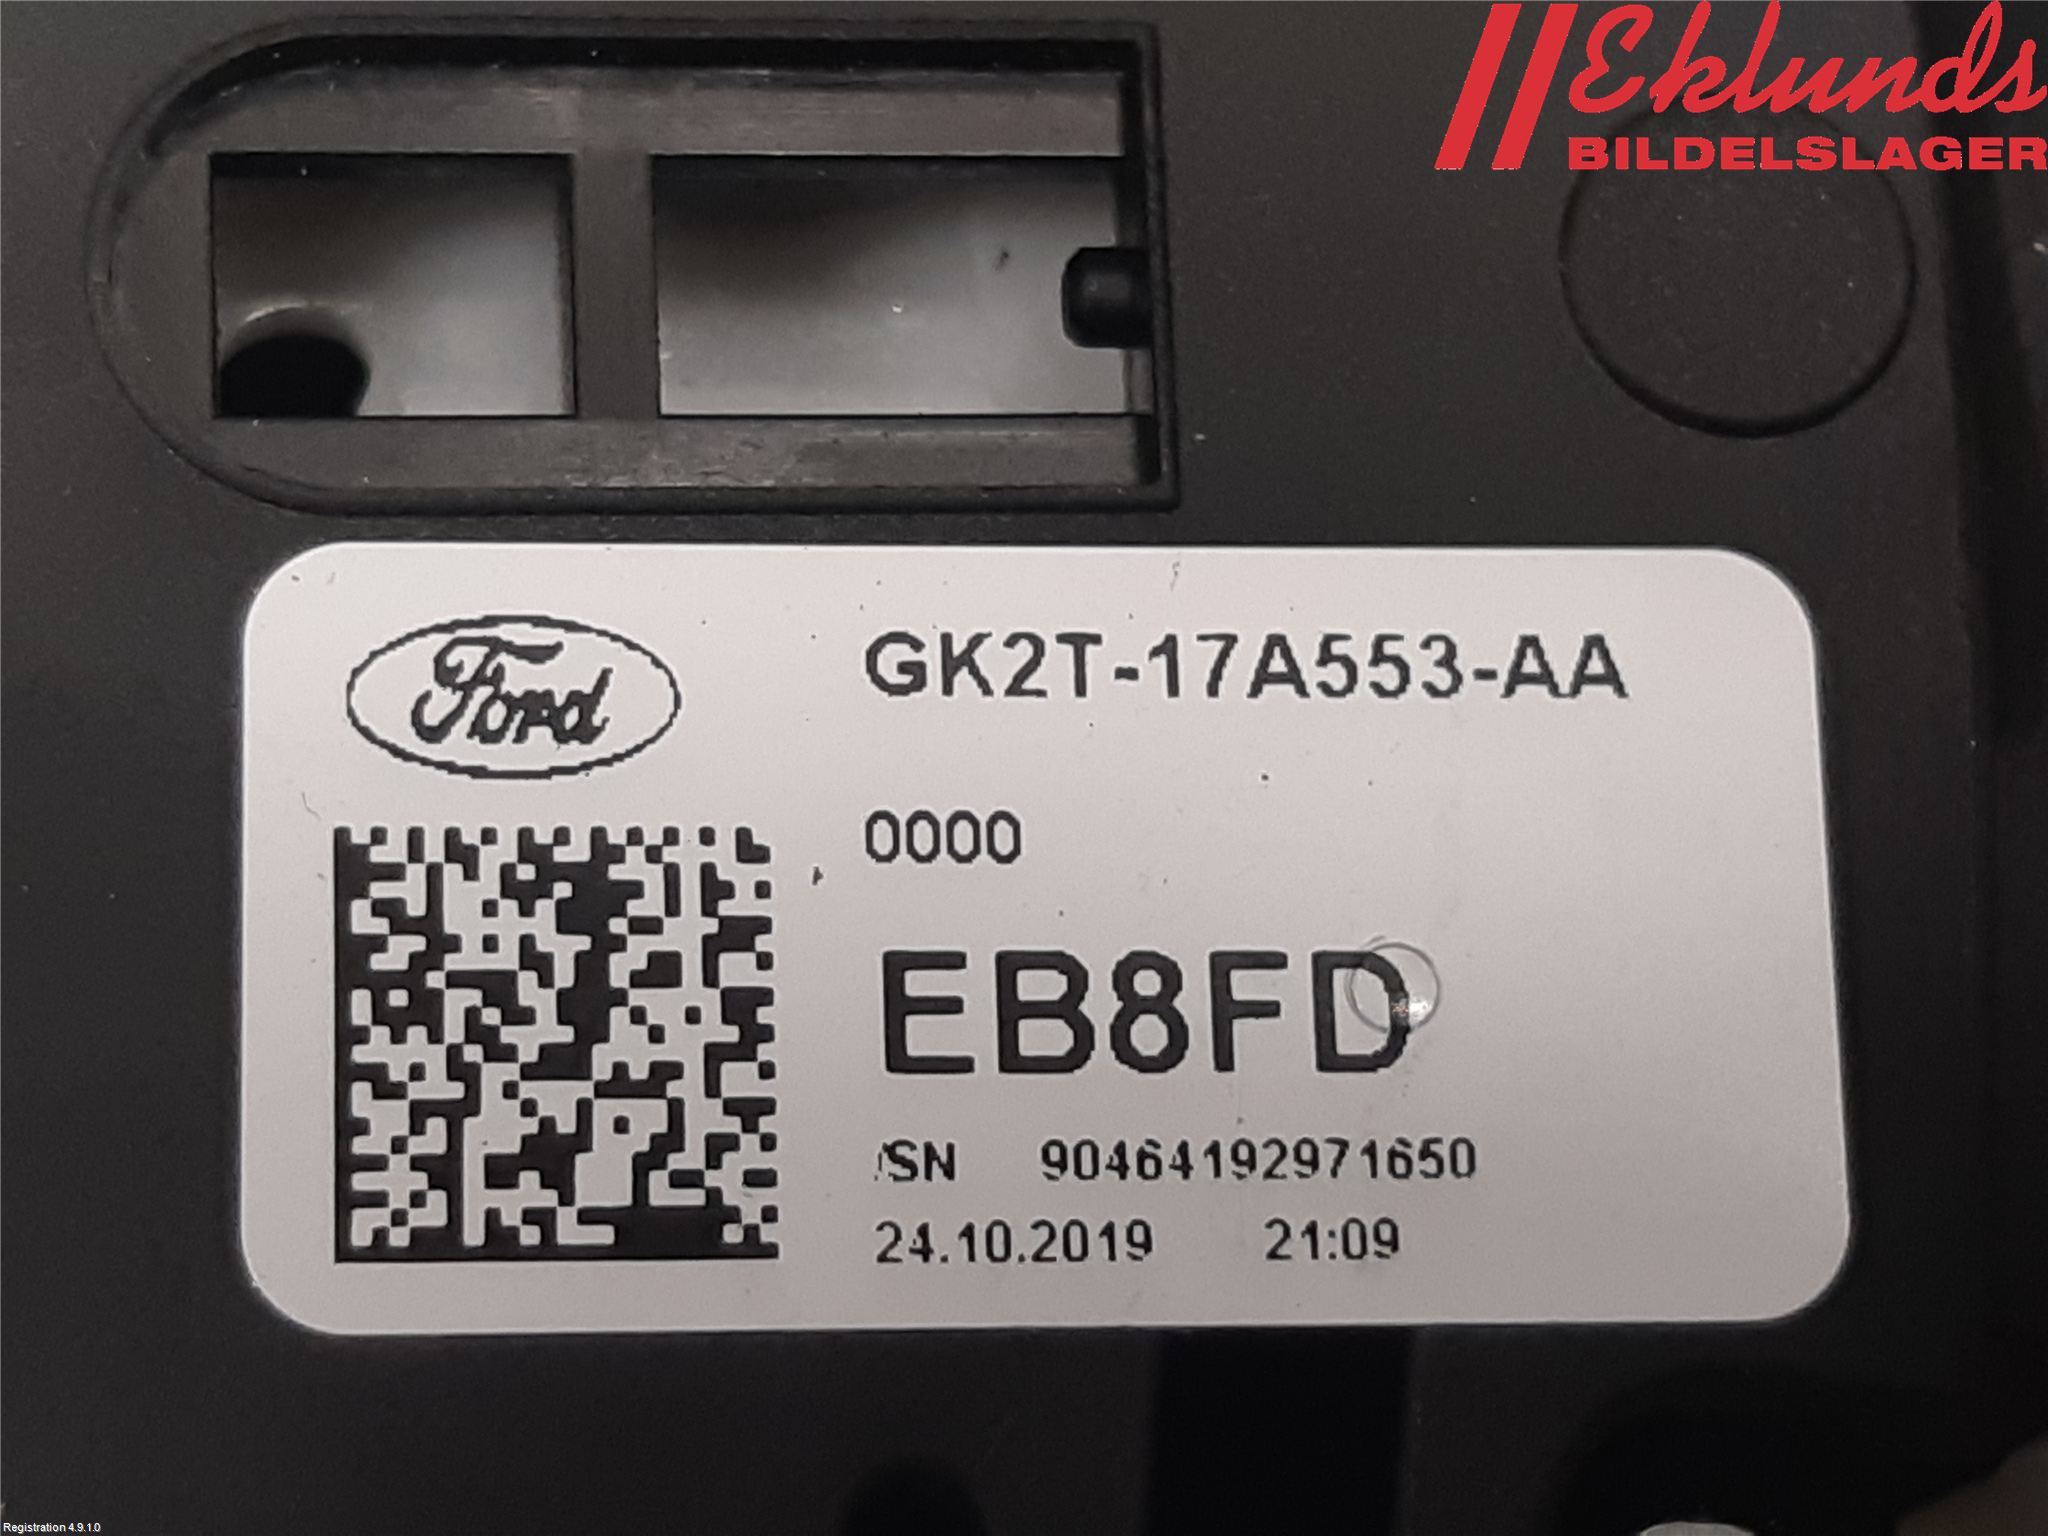 Eklunds
BILDELSLAGER
Ford
GK2T-17A553-AA
0000
EB8FD
SN 90464192971650
24.10.2019 21:09
Registration 4.9.1.0